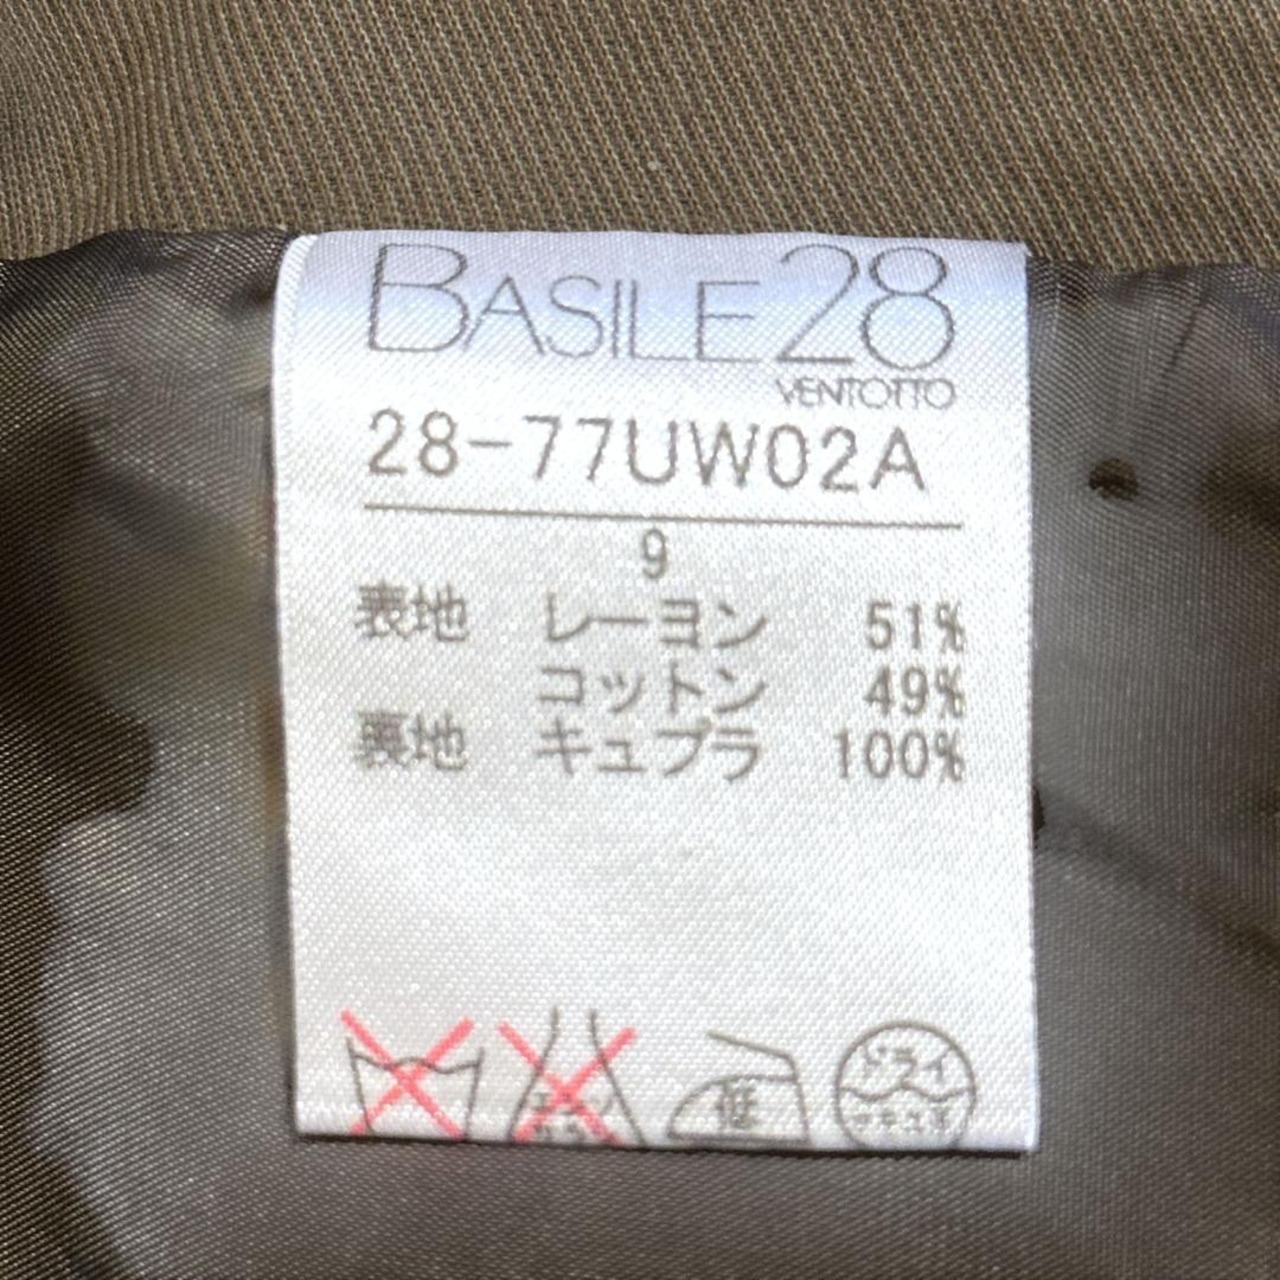 BASILE28
VENTOTTO
28-77UW02A
9
表地 レーヨン 51%
コットン 49%
裏地 キュプラ 100%
低
ドライ